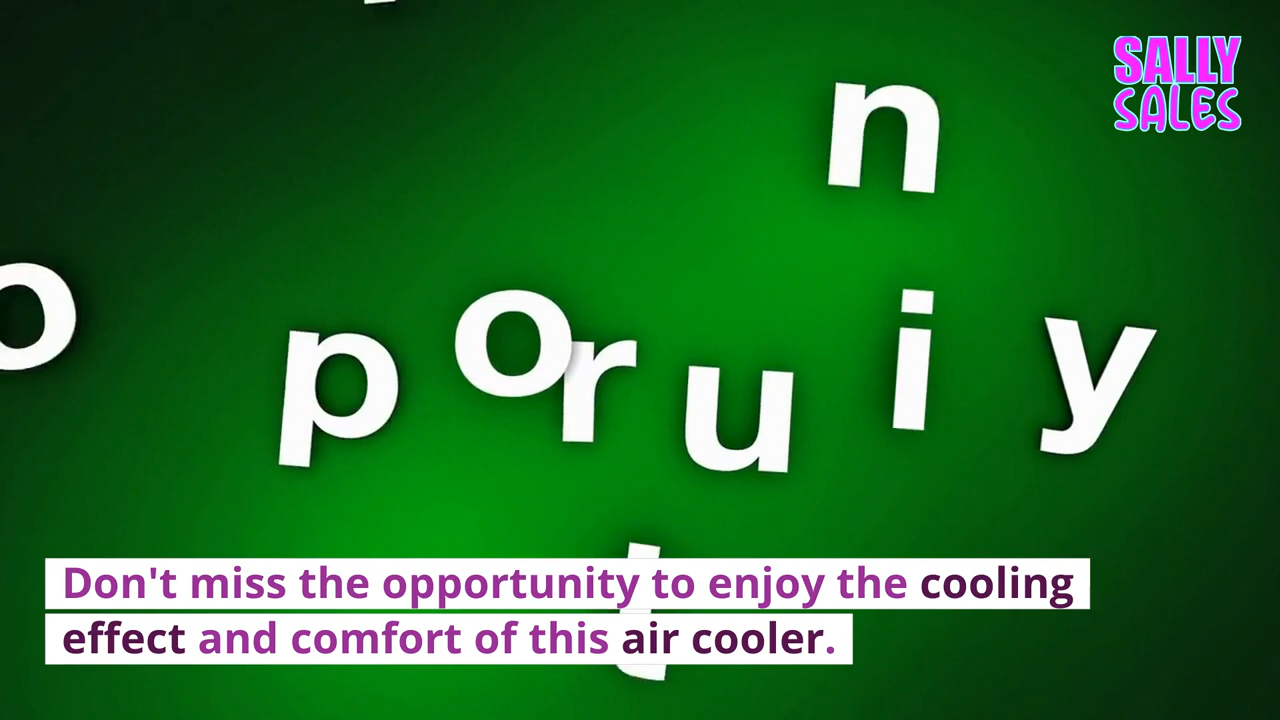 SALLY
SALES
n
o p o r u i y
t
Don't miss the opportunity to enjoy the cooling
effect and comfort of this air cooler.